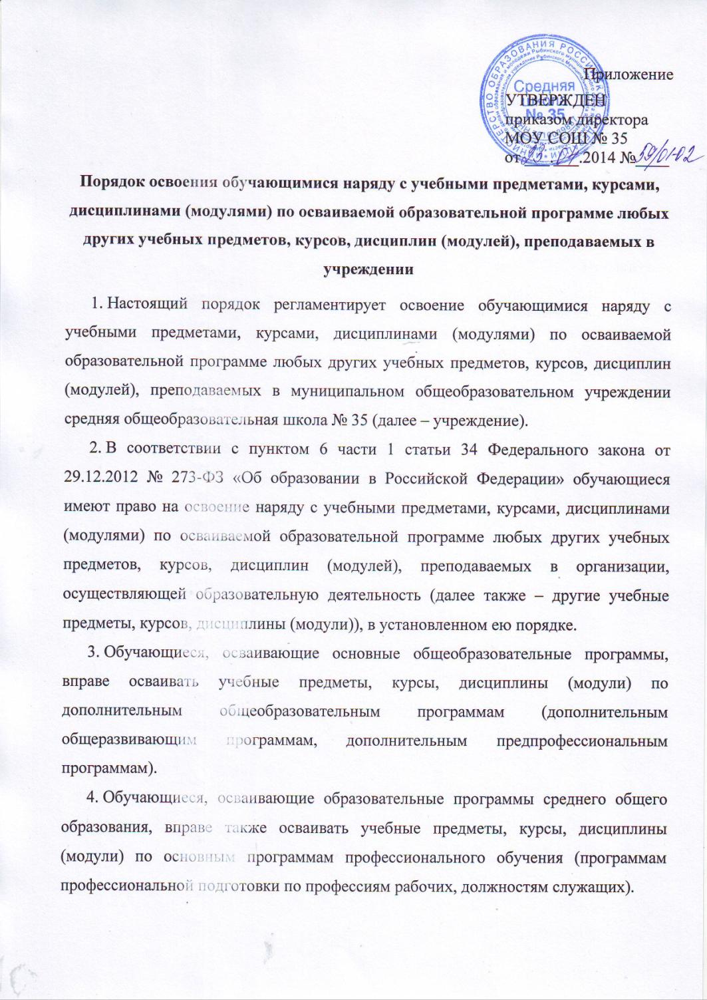 Приложение
УТВЕРЖДЕН
приказом директора
МОУ СОШ № 35
от .07.2014 № 59/01-02
Средняя
школа
№ 35
Порядок освоения обучающимися наряду с учебными предметами, курсами,
дисциплинами (модулями) по осваиваемой образовательной программе любых
других учебных предметов, курсов, дисциплин (модулей), преподаваемых в
учреждении
1. Настоящий порядок регламентирует освоение обучающимися наряду с
учебными предметами, курсами, дисциплинами (модулями) по осваиваемой
образовательной программе любых других учебных предметов, курсов, дисциплин
(модулей), преподаваемых в муниципальном общеобразовательном учреждении
средняя общеобразовательная школа № 35 (далее – учреждение).
2. В соответствии с пунктом 6 части 1 статьи 34 Федерального закона от
29.12.2012 № 273-ФЗ «Об образовании в Российской Федерации» обучающиеся
имеют право на освоение наряду с учебными предметами, курсами, дисциплинами
(модулями) по осваиваемой образовательной программе любых других учебных
предметов, курсов, дисциплин (модулей), преподаваемых в организации,
осуществляющей образовательную деятельность (далее также – другие учебные
предметы, курсов, дисциплины (модули)), в установленном ею порядке.
3. Обучающиеся, осваивающие основные общеобразовательные программы,
вправе осваивать учебные предметы, курсы, дисциплины (модули) по
дополнительным общеобразовательным программам (дополнительным
общеразвивающим программам, дополнительным предпрофессиональным
программам).
4. Обучающиеся, осваивающие образовательные программы среднего общего
образования, вправе также осваивать учебные предметы, курсы, дисциплины
(модули) по основным программам профессионального обучения (программам
профессиональной подготовки по профессиям рабочих, должностям служащих).